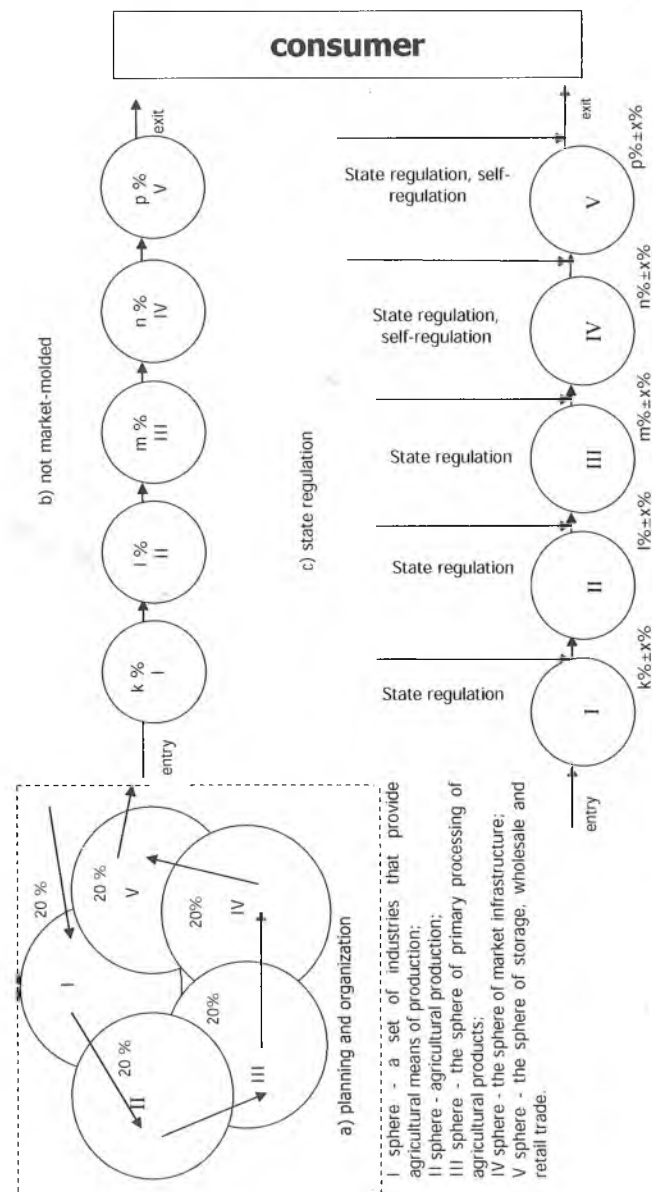 consumer
b) not market-molded
entry
k %
I
l %
II
m %
III
n %
IV
p %
V
exit
20 %
I
20 %
II
20%
III
20%
IV
20 %
V
a) planning and organization
c) state regulation
State regulation
State regulation
State regulation
State regulation,
self-regulation
State regulation, self-
regulation
entry
I
II
III
IV
V
exit
k%±x%
l%±x%
m%±x%
n%±x%
p%±x%
I sphere - a set of industries that provide
agricultural means of production;
II sphere - agricultural production;
III sphere - the sphere of primary processing of
agricultural products;
IV sphere - the sphere of market infrastructure;
V sphere - the sphere of storage, wholesale and
retail trade.